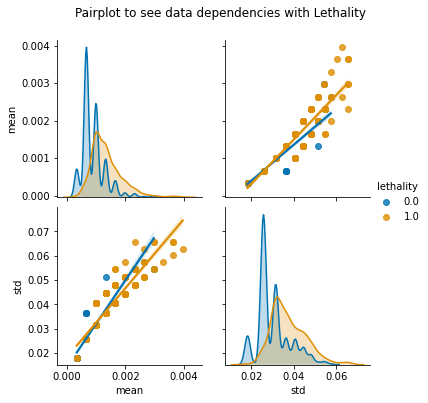 Pairplot to see data dependencies with Lethality
0.004
0.003
0.002
0.001
0.000
mean
lethality
0.0
1.0
0.07
0.06
0.05
0.04
0.03
0.02
std
0.000 0.002 0.004
mean
0.02 0.04 0.06
std